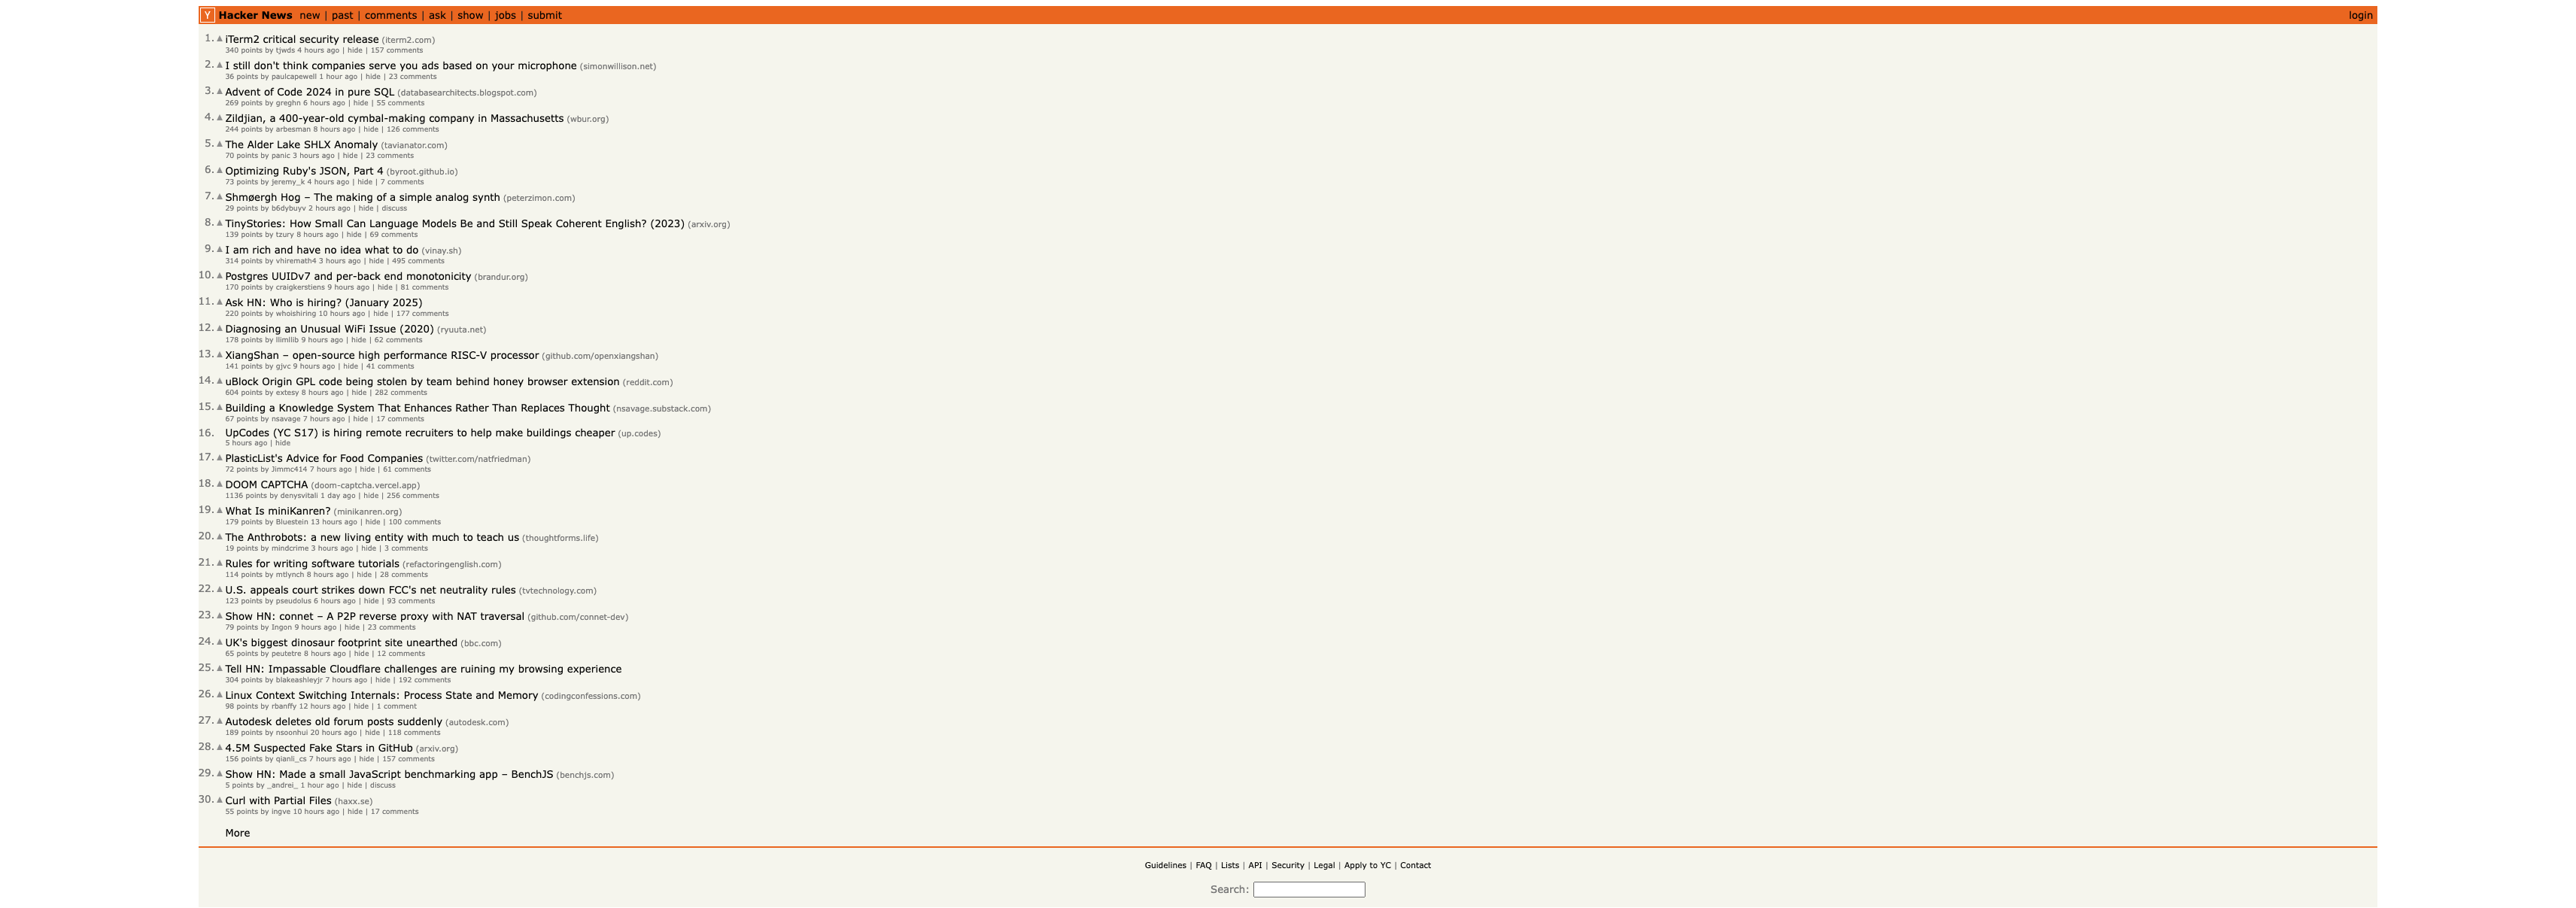 Y Hacker News new | past | comments | ask | show | jobs | submit login
1. ▲ iTerm2 critical security release (iterm2.com)
340 points by tjwds 4 hours ago | hide | 157 comments
2. ▲ I still don't think companies serve you ads based on your microphone (simonwillison.net)
36 points by paulcapewell 1 hour ago | hide | 23 comments
3. ▲ Advent of Code 2024 in pure SQL (databasearchitects.blogspot.com)
269 points by greghn 6 hours ago | hide | 55 comments
4. ▲ Zildjian, a 400-year-old cymbal-making company in Massachusetts (wbur.org)
244 points by arbesman 8 hours ago | hide | 126 comments
5. ▲ The Alder Lake SHLX Anomaly (tavianator.com)
70 points by panic 3 hours ago | hide | 23 comments
6. ▲ Optimizing Ruby's JSON, Part 4 (byroot.github.io)
73 points by jeremy_k 4 hours ago | hide | 7 comments
7. ▲ Shmøergh Hog – The making of a simple analog synth (peterzimon.com)
29 points by b6dybuyv 2 hours ago | hide | discuss
8. ▲ TinyStories: How Small Can Language Models Be and Still Speak Coherent English? (2023) (arxiv.org)
139 points by tzury 8 hours ago | hide | 69 comments
9. ▲ I am rich and have no idea what to do (vinay.sh)
314 points by vhiremath4 3 hours ago | hide | 495 comments
10. ▲ Postgres UUIDv7 and per-back end monotonicity (brandur.org)
170 points by craigkerstiens 9 hours ago | hide | 81 comments
11. ▲ Ask HN: Who is hiring? (January 2025)
220 points by whoishiring 10 hours ago | hide | 177 comments
12. ▲ Diagnosing an Unusual WiFi Issue (2020) (ryuuta.net)
178 points by llimllib 9 hours ago | hide | 62 comments
13. ▲ XiangShan – open-source high performance RISC-V processor (github.com/openxiangshan)
141 points by gjvc 9 hours ago | hide | 41 comments
14. ▲ uBlock Origin GPL code being stolen by team behind honey browser extension (reddit.com)
604 points by extesy 8 hours ago | hide | 282 comments
15. ▲ Building a Knowledge System That Enhances Rather Than Replaces Thought (nsavage.substack.com)
67 points by nsavage 7 hours ago | hide | 17 comments
16. UpCodes (YC S17) is hiring remote recruiters to help make buildings cheaper (up.codes)
5 hours ago | hide
17. ▲ PlasticList's Advice for Food Companies (twitter.com/natfriedman)
72 points by Jimmc414 7 hours ago | hide | 61 comments
18. ▲ DOOM CAPTCHA (doom-captcha.vercel.app)
1136 points by denysvitali 1 day ago | hide | 256 comments
19. ▲ What Is miniKanren? (minikanren.org)
179 points by Bluestein 13 hours ago | hide | 100 comments
20. ▲ The Anthrobots: a new living entity with much to teach us (thoughtforms.life)
19 points by mindcrime 3 hours ago | hide | 3 comments
21. ▲ Rules for writing software tutorials (refactoringenglish.com)
114 points by mtlynch 8 hours ago | hide | 28 comments
22. ▲ U.S. appeals court strikes down FCC's net neutrality rules (tvtechnology.com)
123 points by pseudolus 6 hours ago | hide | 93 comments
23. ▲ Show HN: connet – A P2P reverse proxy with NAT traversal (github.com/connet-dev)
79 points by Ingon 9 hours ago | hide | 23 comments
24. ▲ UK's biggest dinosaur footprint site unearthed (bbc.com)
65 points by peutetre 8 hours ago | hide | 12 comments
25. ▲ Tell HN: Impassable Cloudflare challenges are ruining my browsing experience
304 points by blakeashleyjr 7 hours ago | hide | 192 comments
26. ▲ Linux Context Switching Internals: Process State and Memory (codingconfessions.com)
98 points by rbanffy 12 hours ago | hide | 1 comment
27. ▲ Autodesk deletes old forum posts suddenly (autodesk.com)
189 points by nsoonhui 20 hours ago | hide | 118 comments
28. ▲ 4.5M Suspected Fake Stars in GitHub (arxiv.org)
156 points by qianli_cs 7 hours ago | hide | 157 comments
29. ▲ Show HN: Made a small JavaScript benchmarking app – BenchJS (benchjs.com)
5 points by _andrei_ 1 hour ago | hide | discuss
30. ▲ Curl with Partial Files (haxx.se)
55 points by ingve 10 hours ago | hide | 17 comments
More
Guidelines | FAQ | Lists | API | Security | Legal | Apply to YC | Contact
Search: